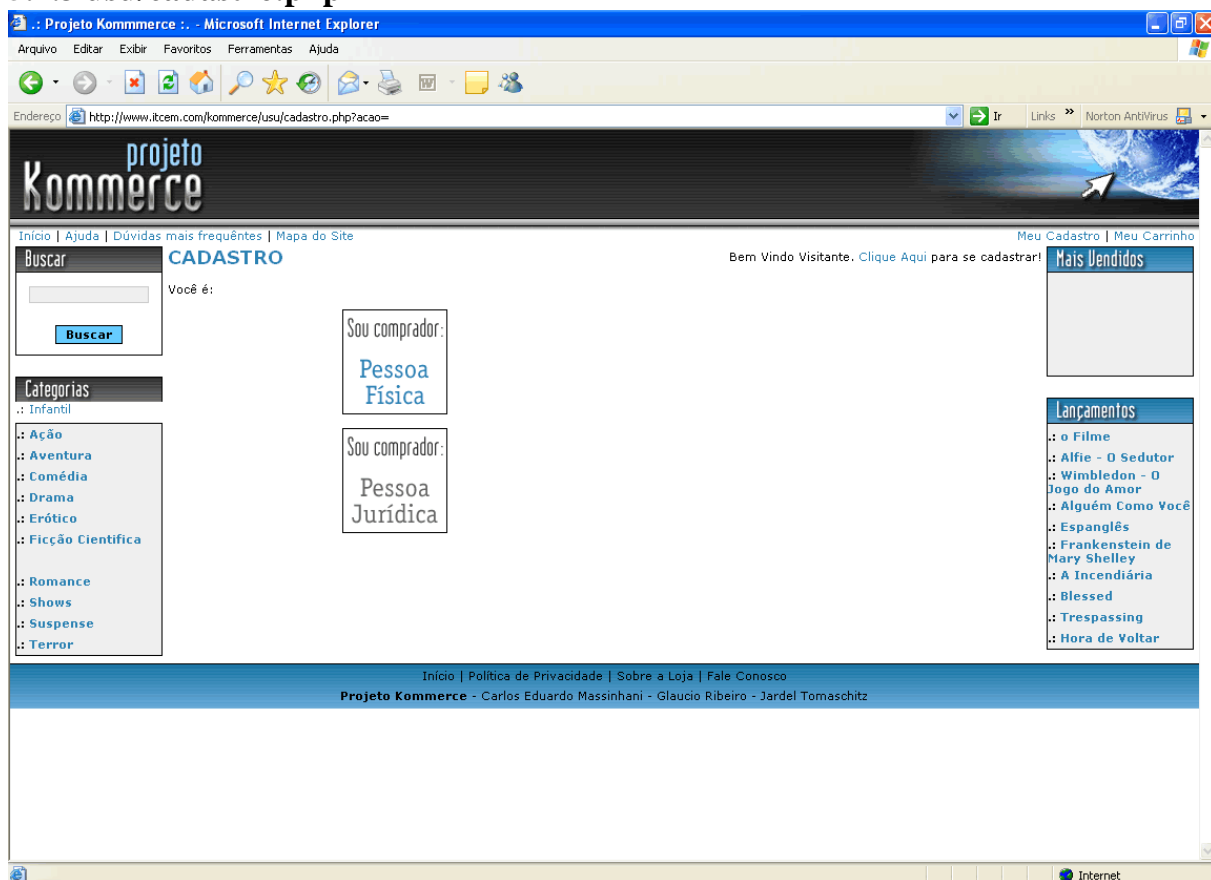 .: Projeto Kommmerce :. - Microsoft Internet Explorer
Arquivo Editar Exibir Favoritos Ferramentas Ajuda
Endereço http://www.itcem.com/kommerce/usu/cadastro.php?acao= Ir Links » Norton AntiVirus
projeto
Kommerce
Início | Ajuda | Dúvidas mais frequêntes | Mapa do Site
Meu Cadastro | Meu Carrinho
Buscar
Buscar
Categorias
.: Infantil
.: Ação
.: Aventura
.: Comédia
.: Drama
.: Erótico
.: Ficção Cientifica
.: Romance
.: Shows
.: Suspense
.: Terror
CADASTRO
Bem Vindo Visitante. Clique Aqui para se cadastrar!
Você é:
Sou comprador:
Pessoa
Física
Sou comprador:
Pessoa
Jurídica
Mais Vendidos
Lançamentos
.: o Filme
.: Alfie - O Sedutor
.: Wimbledon - O
Jogo do Amor
.: Alguém Como Você
.: Espanglês
.: Frankenstein de
Mary Shelley
.: A Incendiária
.: Blessed
.: Trespassing
.: Hora de Voltar
Início | Política de Privacidade | Sobre a Loja | Fale Conosco
Projeto Kommerce - Carlos Eduardo Massinhani - Glaucio Ribeiro - Jardel Tomaschitz
Internet